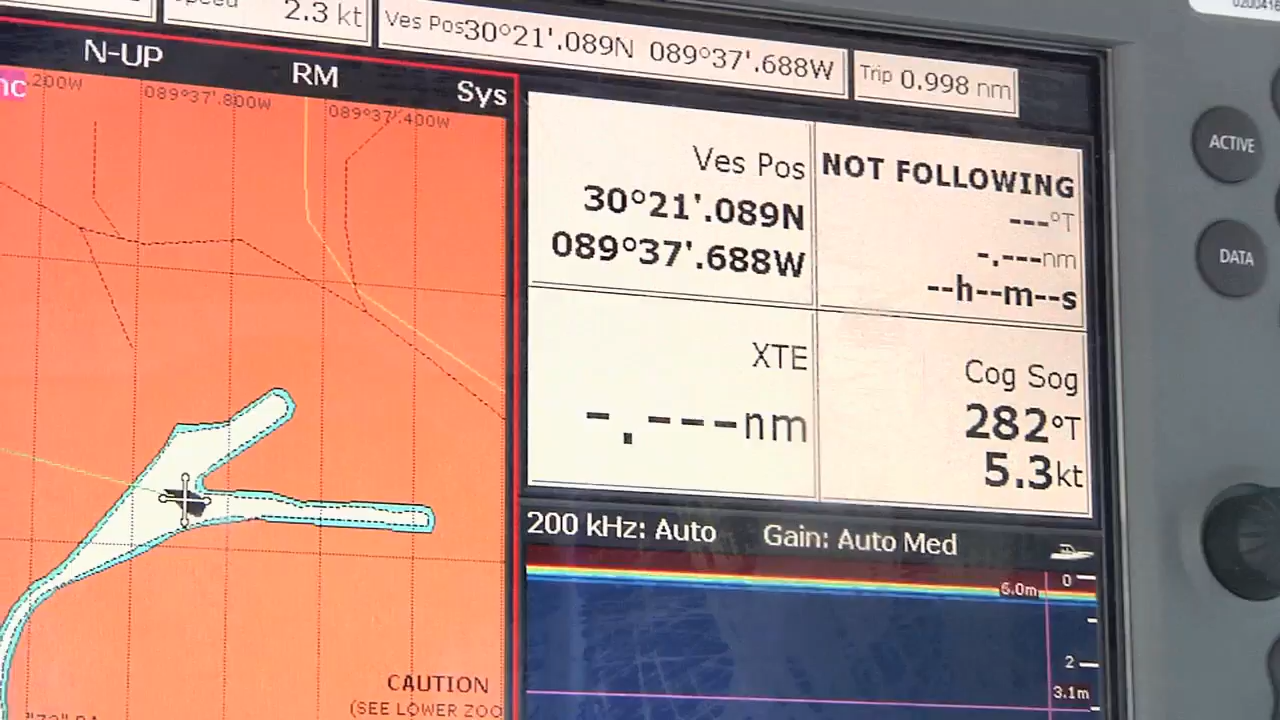 2.3 kt
Ves Pos 30°21'.089N 089°37'.688W
Trip 0.998 nm
N-UP
RM
Sys
.200W
089°37'.800W
089°37'.400W
Ves Pos
30°21'.089N
089°37'.688W
NOT FOLLOWING
---°T
-.---nm
--h--m--s
XTE
-.---nm
Cog Sog
282°T
5.3kt
200 kHz: Auto
Gain: Auto Med
6.0m
0
2
3.1m
CAUTION
(SEE LOWER ZOO
ACTIVE
DATA